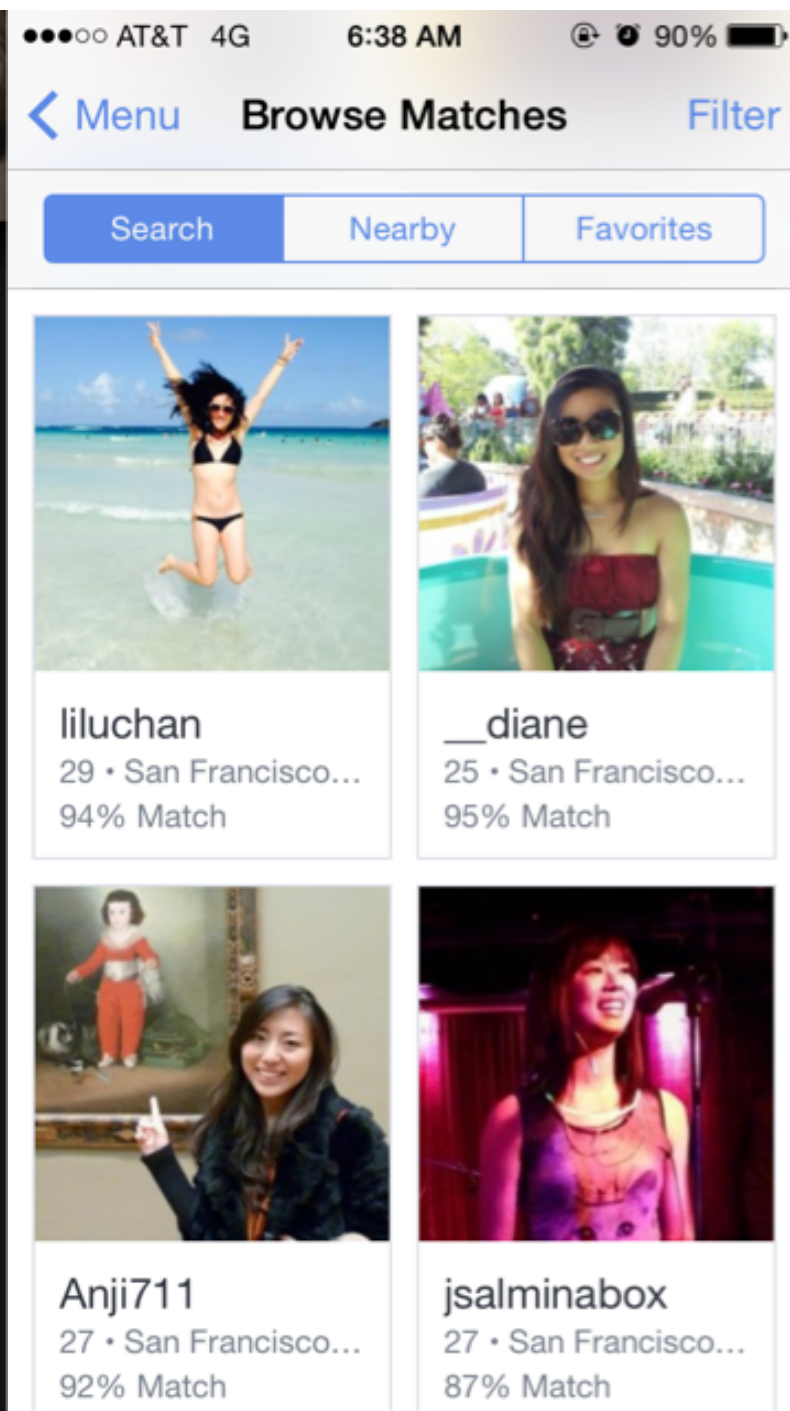 AT&T 4G 6:38 AM 90%
Menu Browse Matches Filter
Search Nearby Favorites
liluchan
29 • San Francisco...
94% Match
__diane
25 • San Francisco...
95% Match
Anji711
27 • San Francisco...
92% Match
jsalminabox
27 • San Francisco...
87% Match